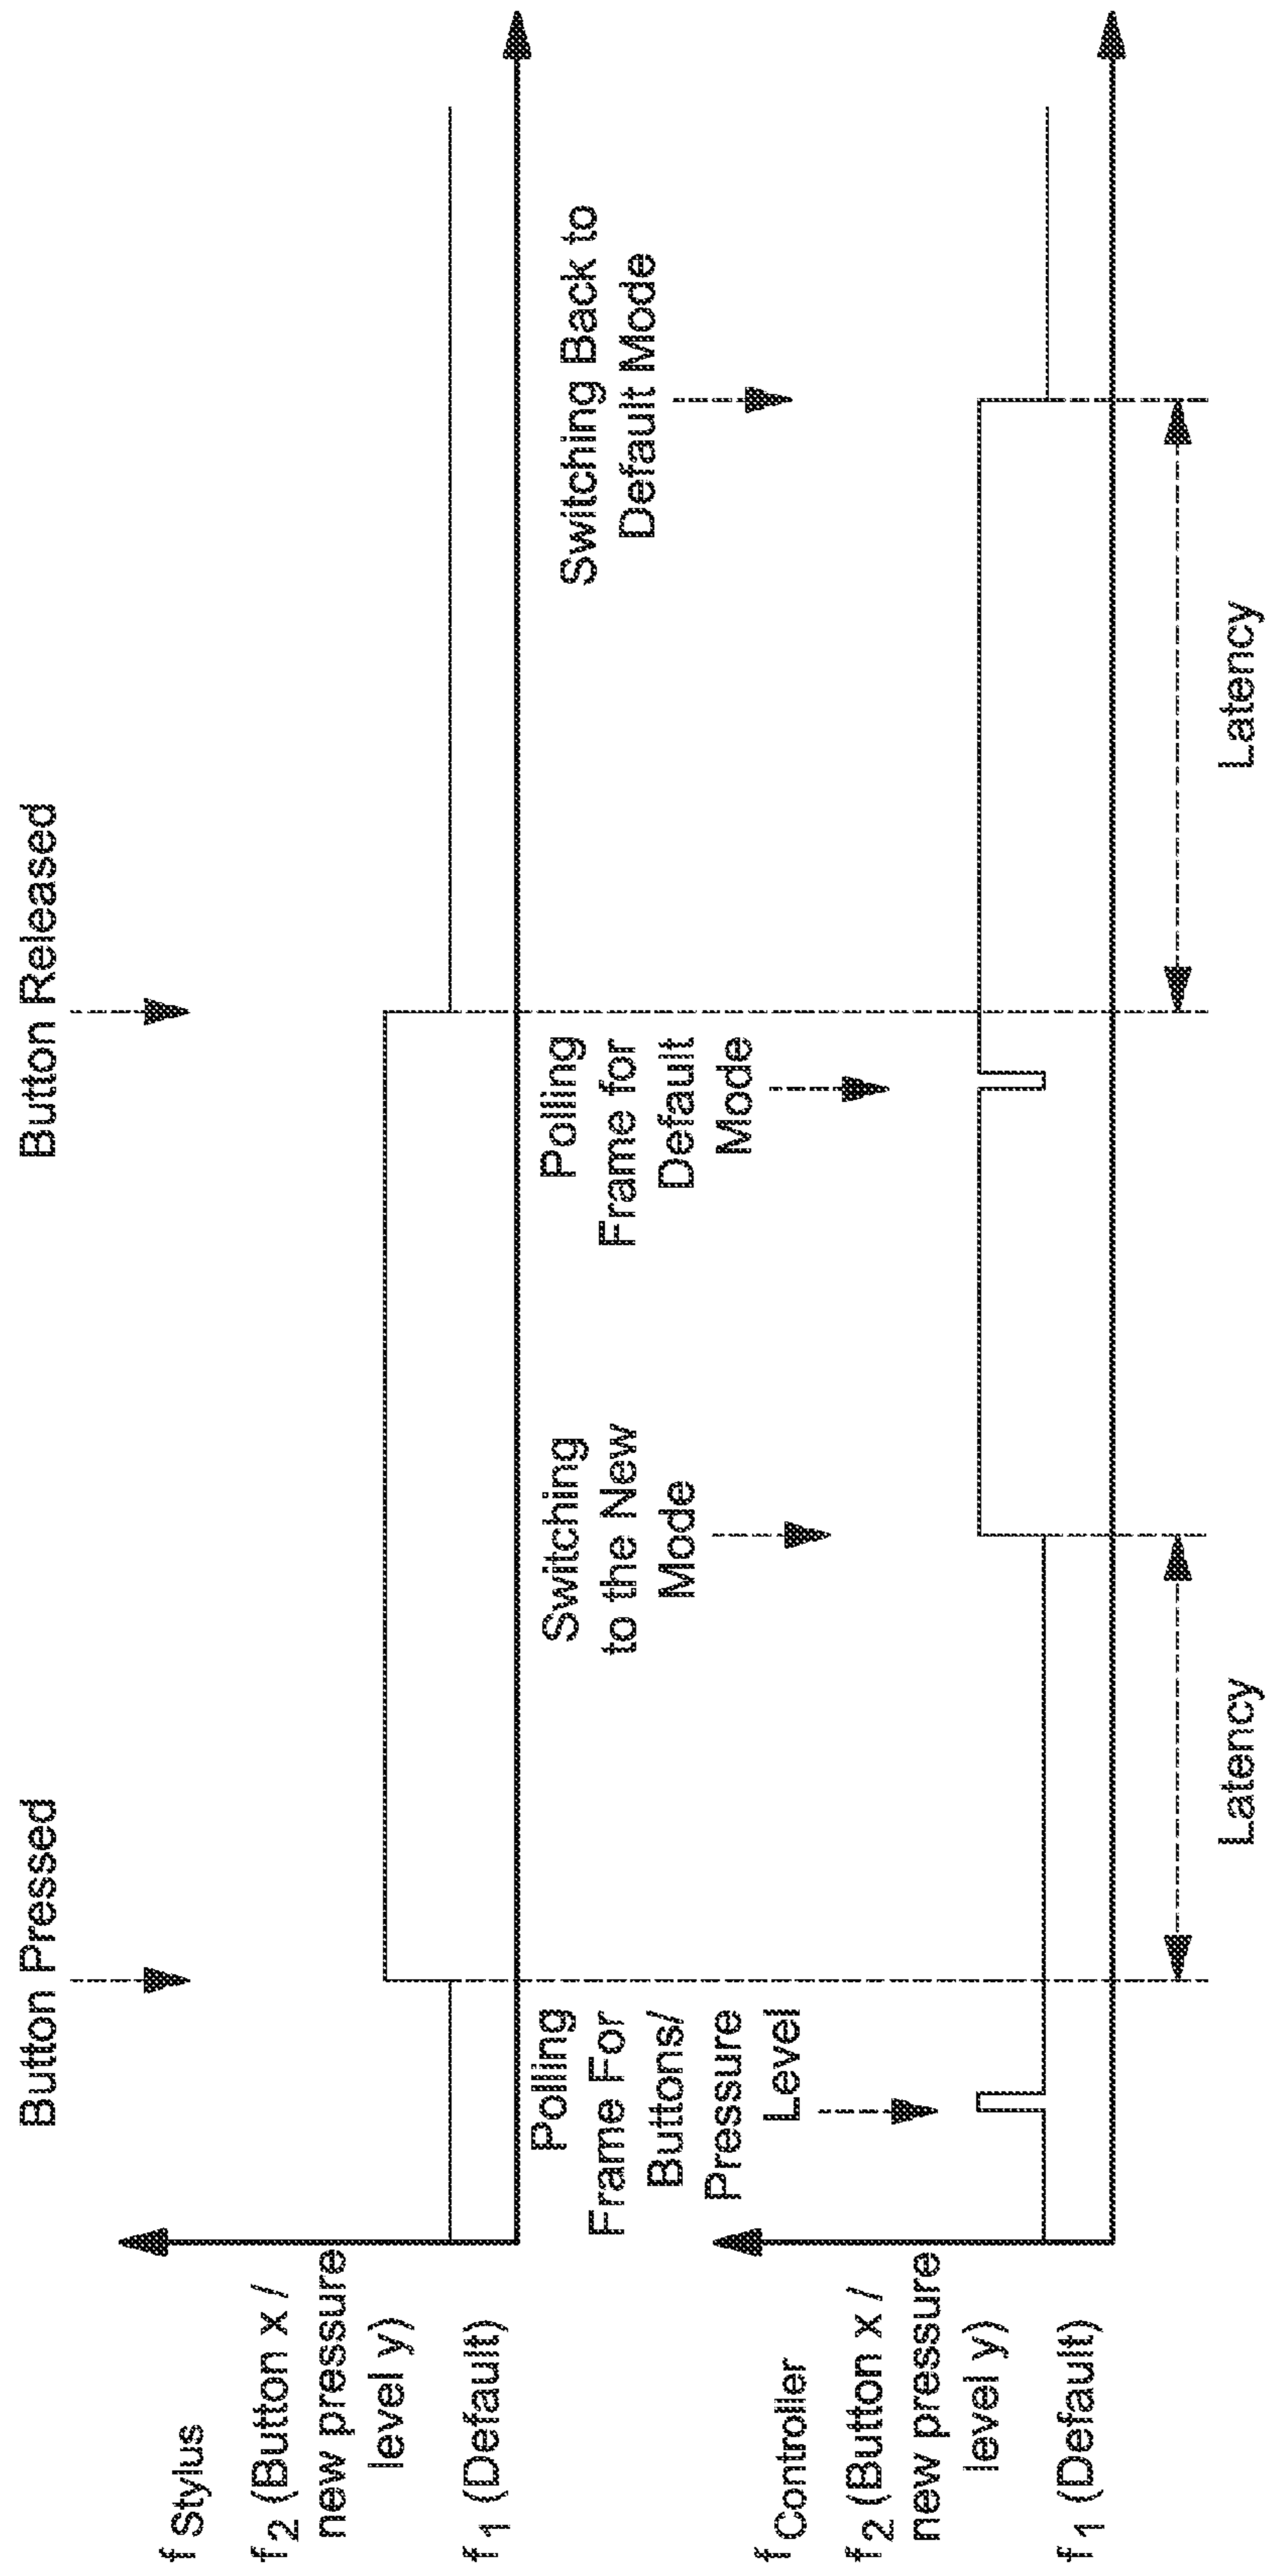 Button Pressed
Button Released
f Stylus
f2 (Button x /
new pressure
level y)
f1 (Default)
Polling
Frame For
Buttons/
Pressure
Level
Switching
to the New
Mode
Polling
Frame for
Default
Mode
Switching Back to
Default Mode
f Controller
f2 (Button x /
new pressure
level y)
f1 (Default)
Latency
Latency